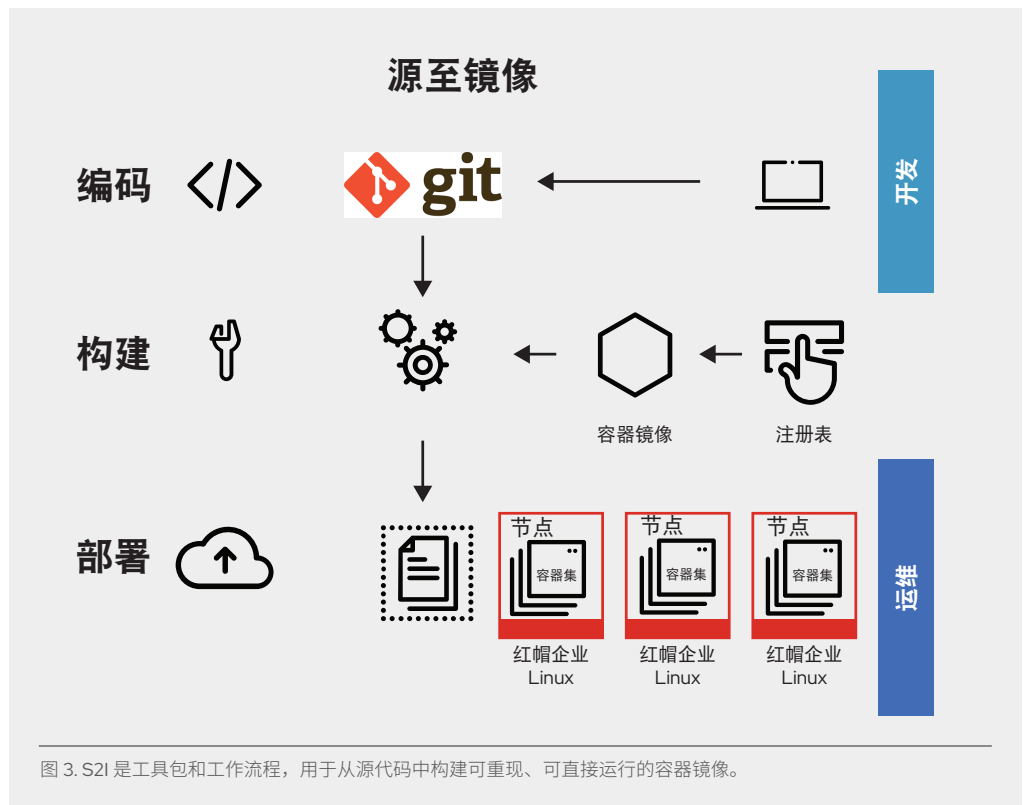 源至镜像
编码
git
开发
构建
容器镜像
注册表
部署
节点
容器集
红帽企业
Linux
节点
容器集
红帽企业
Linux
节点
容器集
红帽企业
Linux
运维
图 3. S2I 是工具包和工作流程，用于从源代码中构建可重现、可直接运行的容器镜像。